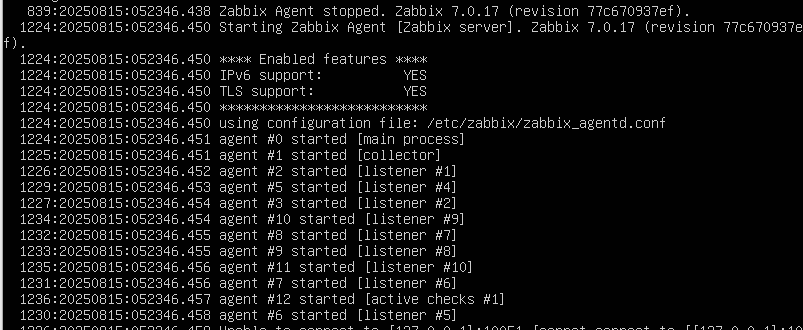 839:20250815:052346.438 Zabbix Agent stopped. Zabbix 7.0.17 (revision 77c670937ef).
1224:20250815:052346.450 Starting Zabbix Agent [Zabbix server]. Zabbix 7.0.17 (revision 77c670937e
f).
1224:20250815:052346.450 **** Enabled features ****
1224:20250815:052346.450 IPv6 support:          YES
1224:20250815:052346.450 TLS support:           YES
1224:20250815:052346.450 **************************
1224:20250815:052346.450 using configuration file: /etc/zabbix/zabbix_agentd.conf
1224:20250815:052346.451 agent #0 started [main process]
1225:20250815:052346.451 agent #1 started [collector]
1226:20250815:052346.452 agent #2 started [listener #1]
1229:20250815:052346.453 agent #5 started [listener #4]
1227:20250815:052346.454 agent #3 started [listener #2]
1234:20250815:052346.454 agent #10 started [listener #9]
1232:20250815:052346.455 agent #8 started [listener #7]
1233:20250815:052346.455 agent #9 started [listener #8]
1235:20250815:052346.456 agent #11 started [listener #10]
1231:20250815:052346.456 agent #7 started [listener #6]
1236:20250815:052346.457 agent #12 started [active checks #1]
1230:20250815:052346.458 agent #6 started [listener #5]